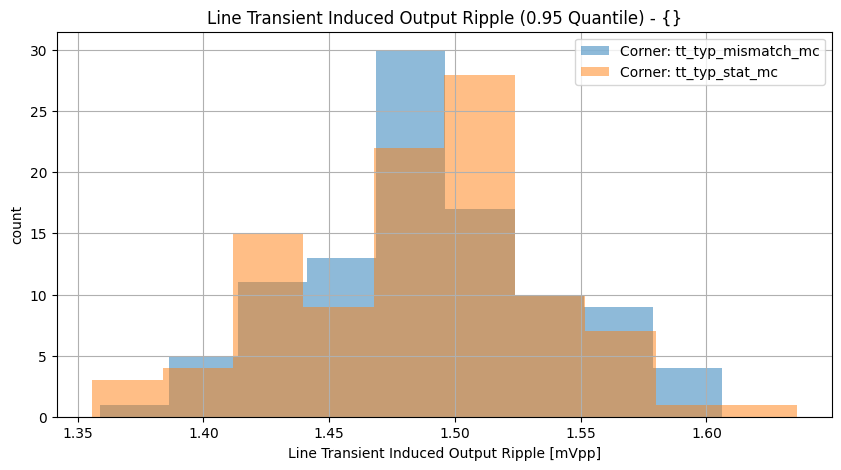 Line Transient Induced Output Ripple (0.95 Quantile) - {}
Corner: tt_typ_mismatch_mc
Corner: tt_typ_stat_mc
30
25
20
15
10
5
0
count
1.35 1.40 1.45 1.50 1.55 1.60
Line Transient Induced Output Ripple [mVpp]